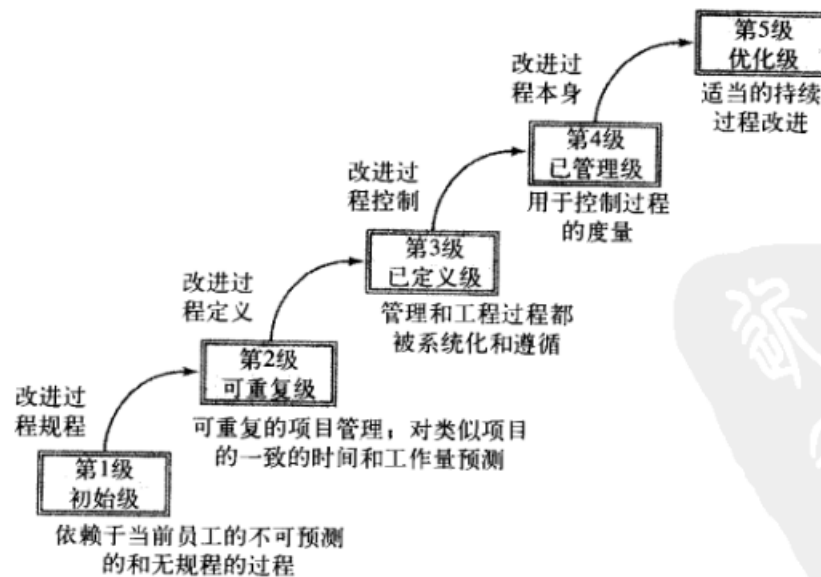 第5级
优化级
适当的持续
过程改进
改进过
程本身
第4级
已管理级
用于控制过程
的度量
改进过
程控制
第3级
已定义级
管理和工程过程都
被系统化和遵循
改进过
程定义
第2级
可重复级
可重复的项目管理；对类似项目
的一致的时间和工作量预测
改进过
程规程
第1级
初始级
依赖于当前员工的不可预测
的和无规程的过程